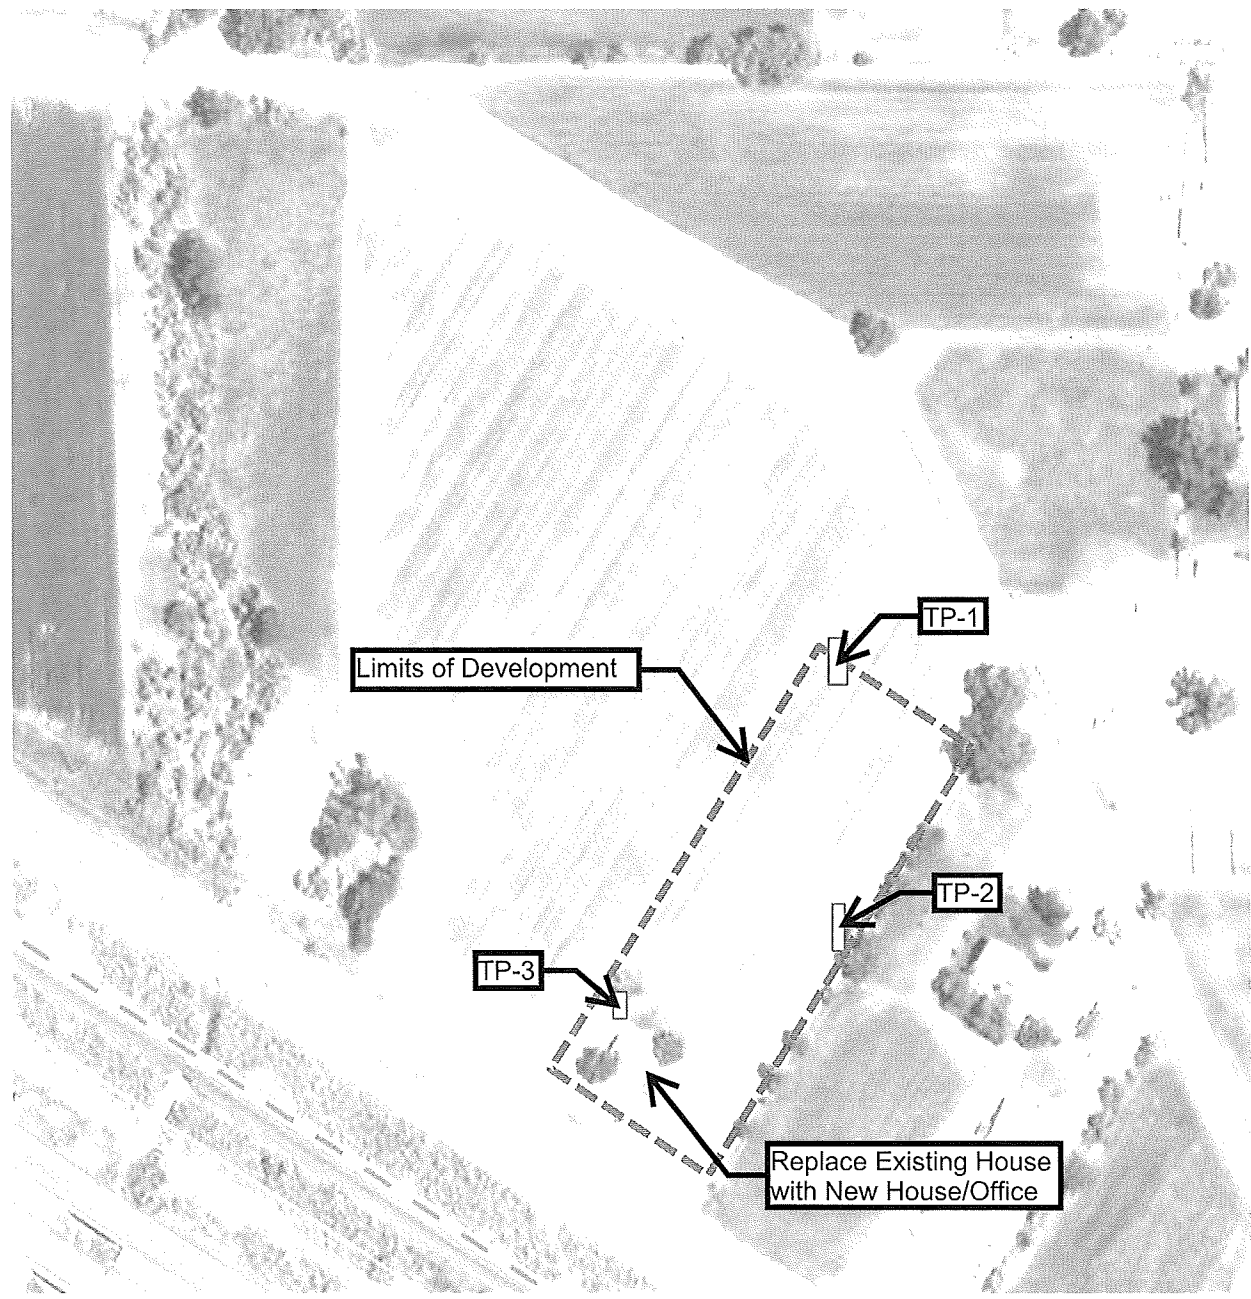 TP-1
Limits of Development
TP-2
TP-3
Replace Existing House
with New House/Office